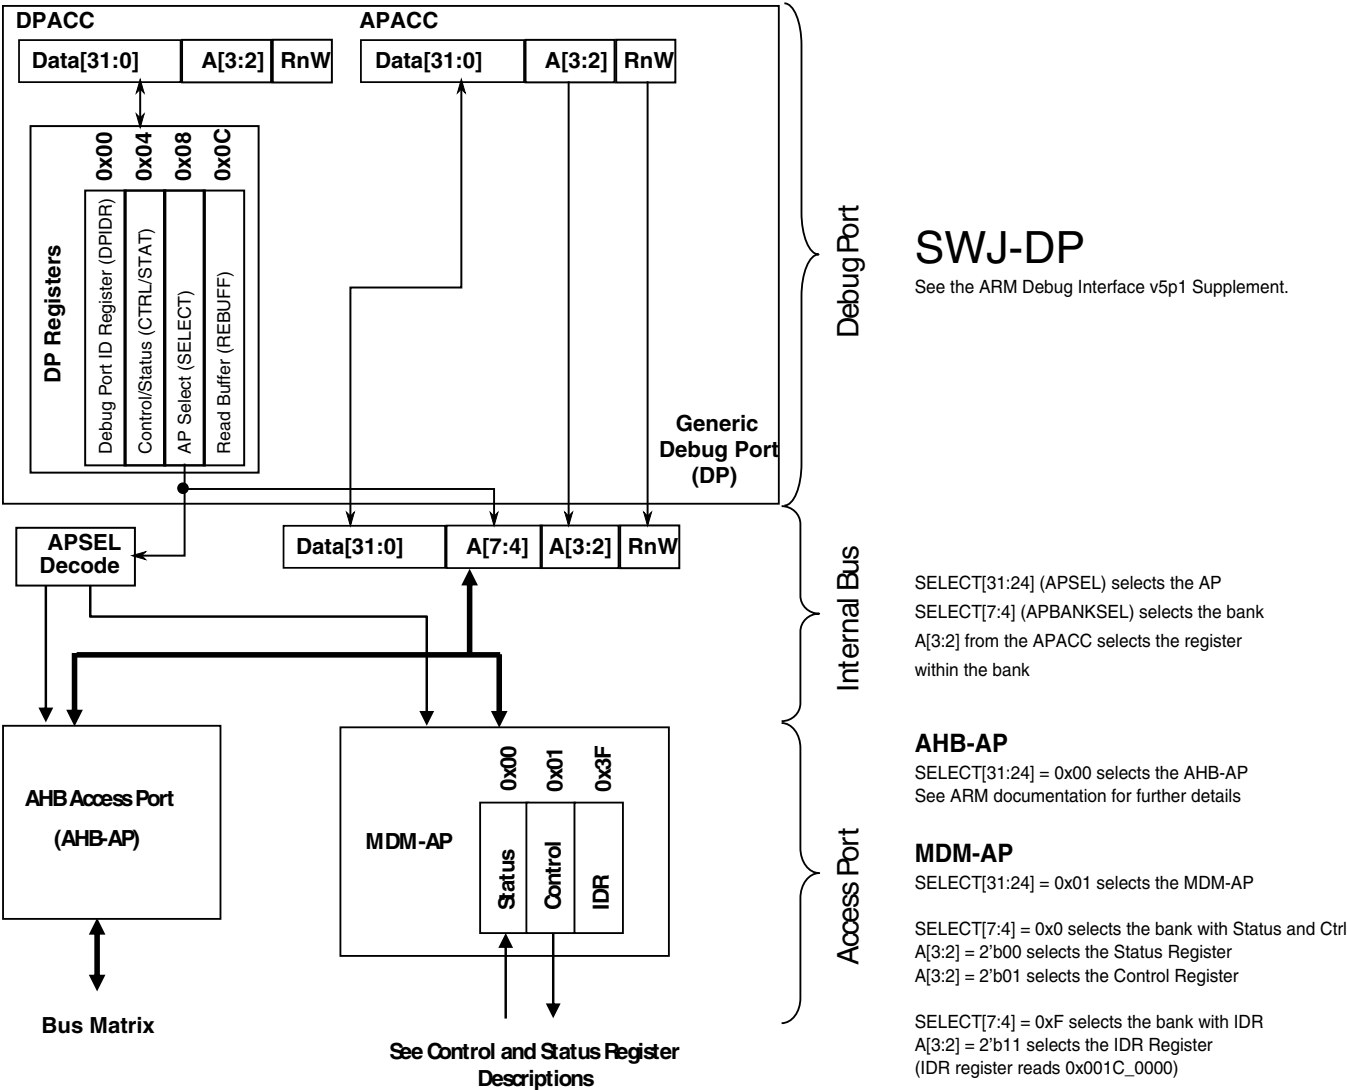 DPACC
APACC
Data[31:0] A[3:2] RnW
Data[31:0] A[3:2] RnW
0x00
0x04
0x08
0x0C
DP Registers
Debug Port ID Register (DPIDR)
Control/Status (CTRL/STAT)
AP Select (SELECT)
Read Buffer (REBUFF)
Generic
Debug Port
(DP)
Debug Port
SWJ-DP
See the ARM Debug Interface v5p1 Supplement.
APSEL
Decode
Data[31:0] A[7:4] A[3:2] RnW
Internal Bus
SELECT[31:24] (APSEL) selects the AP
SELECT[7:4] (APBANKSEL) selects the bank
A[3:2] from the APACC selects the register
within the bank
AHB Access Port
(AHB-AP)
Bus Matrix
MDM-AP
0x00
0x01
0x3F
Status
Control
IDR
See Control and Status Register
Descriptions
Access Port
AHB-AP
SELECT[31:24] = 0x00 selects the AHB-AP
See ARM documentation for further details
MDM-AP
SELECT[31:24] = 0x01 selects the MDM-AP
SELECT[7:4] = 0x0 selects the bank with Status and Ctrl
A[3:2] = 2'b00 selects the Status Register
A[3:2] = 2'b01 selects the Control Register
SELECT[7:4] = 0xF selects the bank with IDR
A[3:2] = 2'b11 selects the IDR Register
(IDR register reads 0x001C_0000)